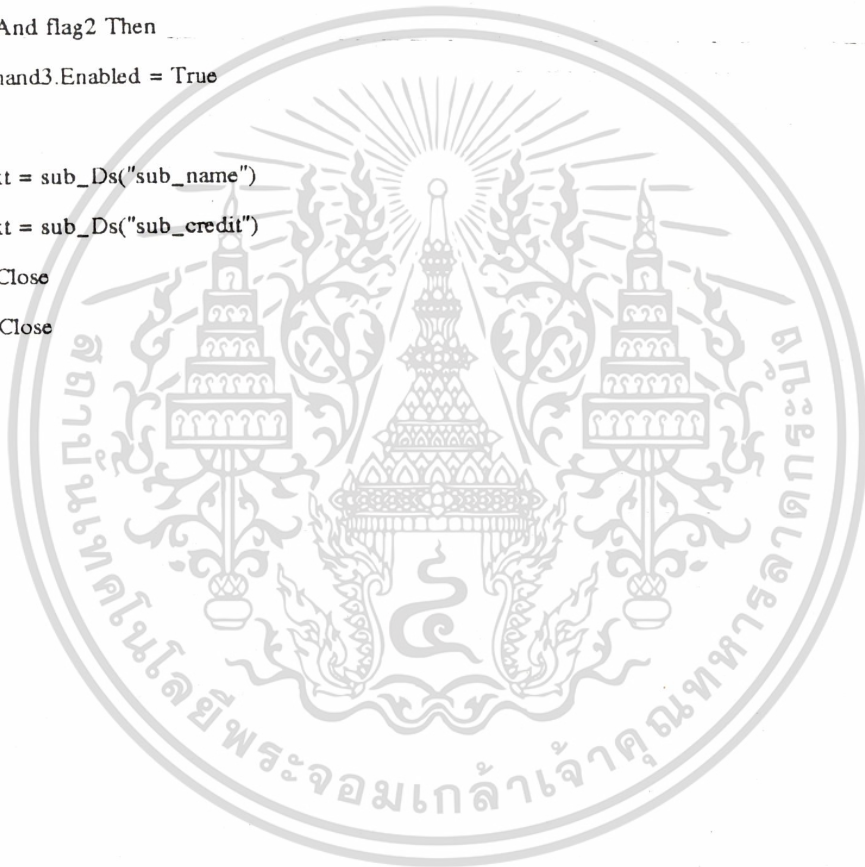 And flag2 Then
nand3.Enabled = True
xt = sub_Ds("sub_name")
xt = sub_Ds("sub_credit")
Close
Close
สถาบันเทคโนโลยีพระจอมเกล้าเจ้าคุณทหารลาดกระบัง